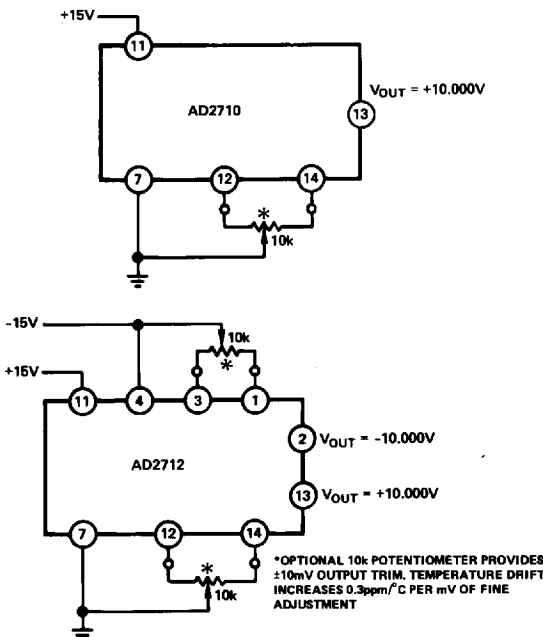 +15V
11
AD2710
VOUT = +10.000V
13
7
12
14
*
10k
-15V
10k
*
+15V
11
4
3
1
2
VOUT = -10.000V
AD2712
13
VOUT = +10.000V
7
12
14
*
10k
*OPTIONAL 10k POTENTIOMETER PROVIDES
±10mV OUTPUT TRIM. TEMPERATURE DRIFT
INCREASES 0.3ppm/°C PER mV OF FINE
ADJUSTMENT